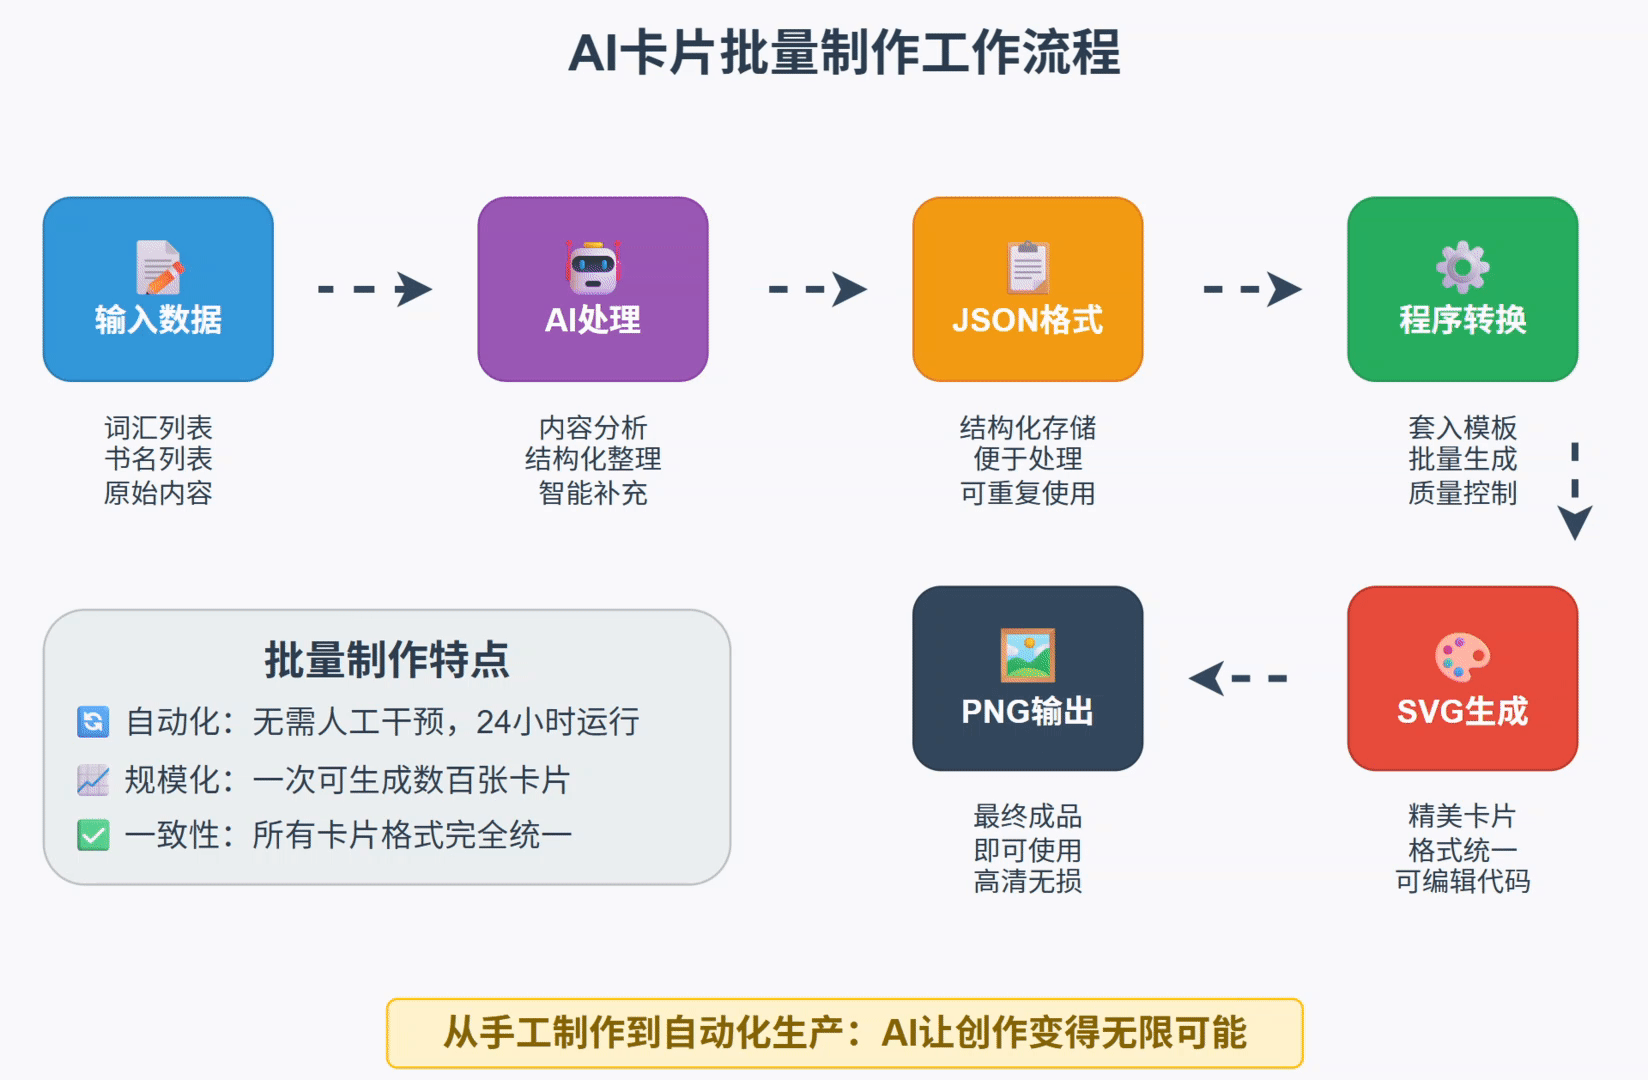 AI卡片批量制作工作流程
输入数据
词汇列表
书名列表
原始内容
AI处理
内容分析
结构化整理
智能补充
JSON格式
结构化存储
便于处理
可重复使用
程序转换
套入模板
批量生成
质量控制
SVG生成
精美卡片
格式统一
可编辑代码
PNG输出
最终成品
即可使用
高清无损
批量制作特点
自动化：无需人工干预，24小时运行
规模化：一次可生成数百张卡片
一致性：所有卡片格式完全统一
从手工制作到自动化生产：AI让创作变得无限可能